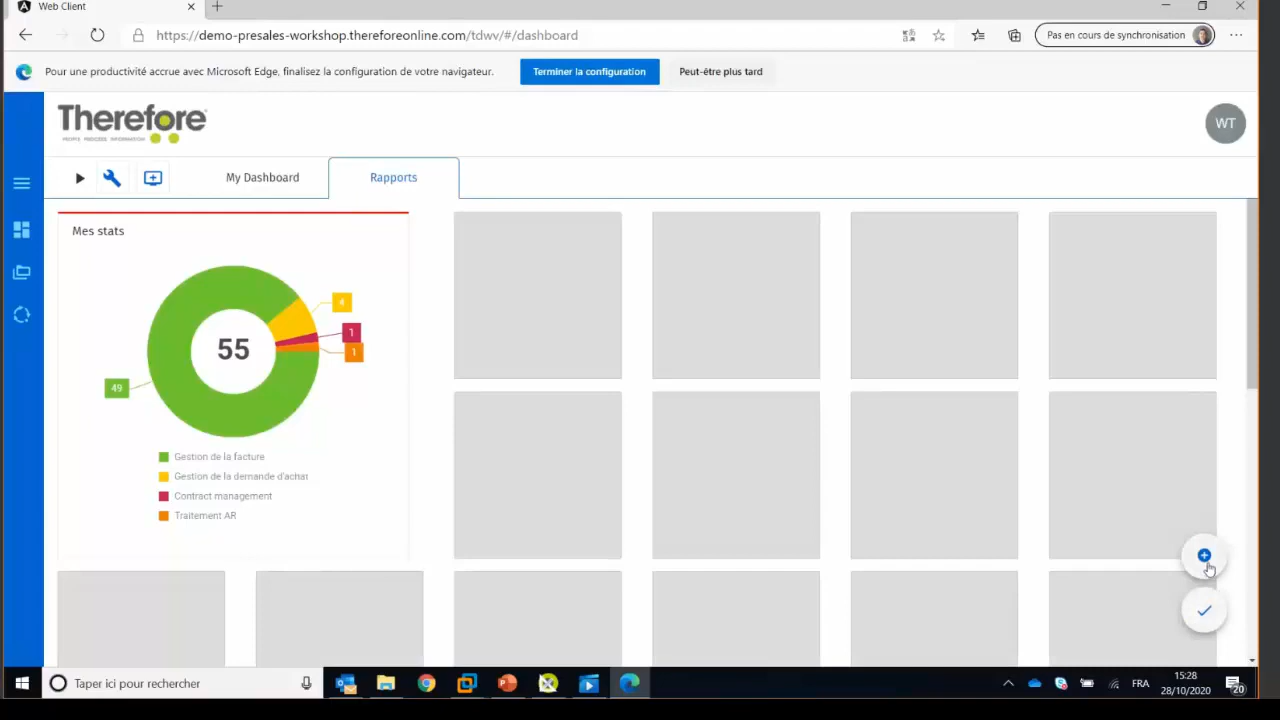 Web Client
https://demo-presales-workshop.thereforeonline.com/tdwv/#/dashboard
Pas en cours de synchronisation
Pour une productivité accrue avec Microsoft Edge, finalisez la configuration de votre navigateur.
Terminer la configuration
Peut-être plus tard
Therefore
PEOPLE PROCESS INFORMATION
WT
My Dashboard
Rapports
Mes stats
4
1
55
1
49
Gestion de la facture
Gestion de la demande d'achat
Contract management
Traitement AR
Taper ici pour rechercher
FRA
15:28
28/10/2020
20